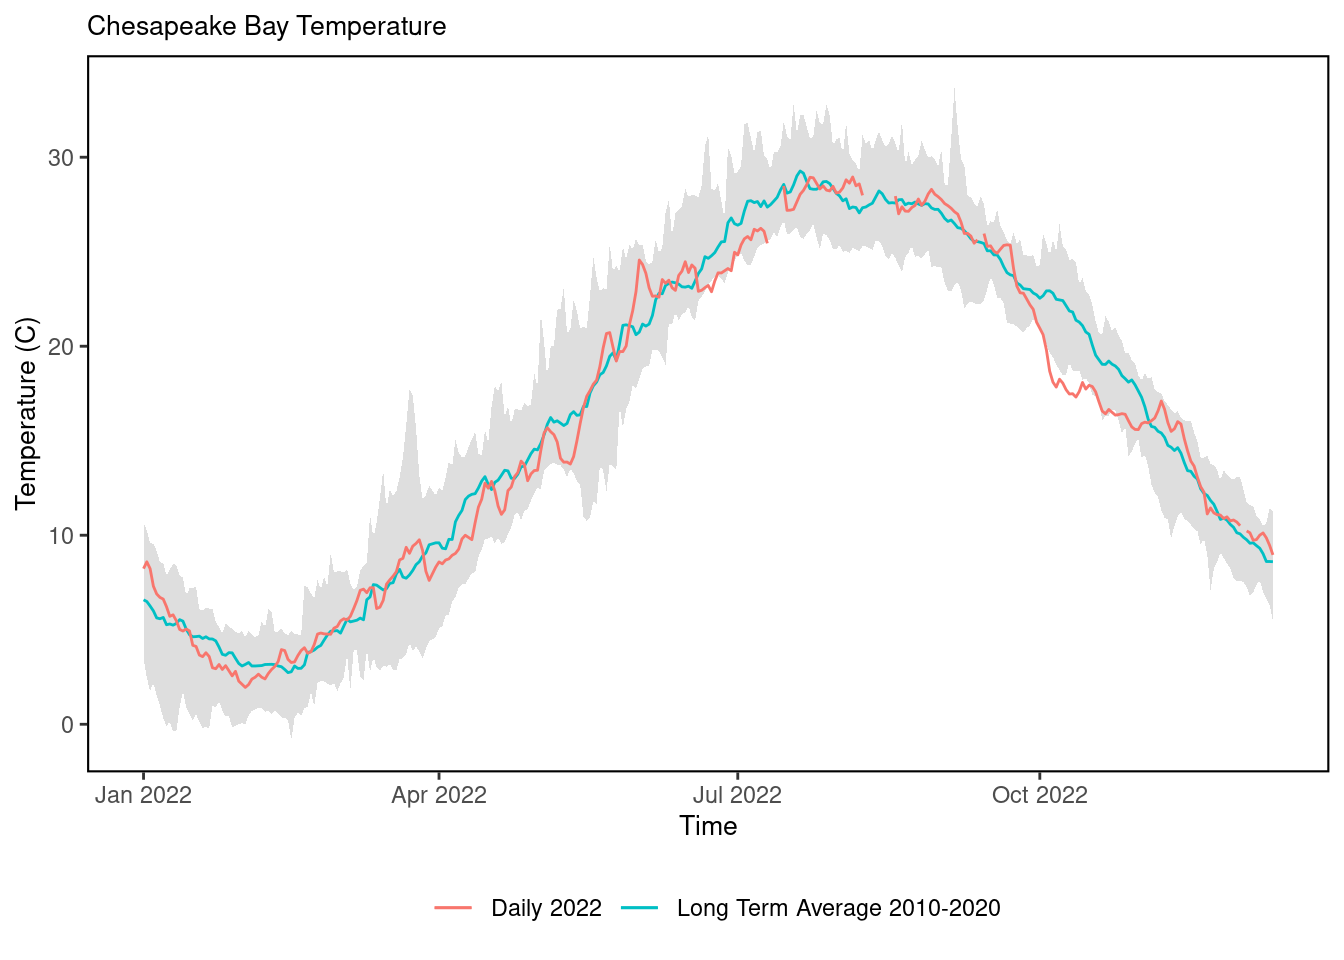 Chesapeake Bay Temperature
Temperature (C)
30
20
10
0
Jan 2022 Apr 2022 Jul 2022 Oct 2022
Time
Daily 2022 Long Term Average 2010-2020